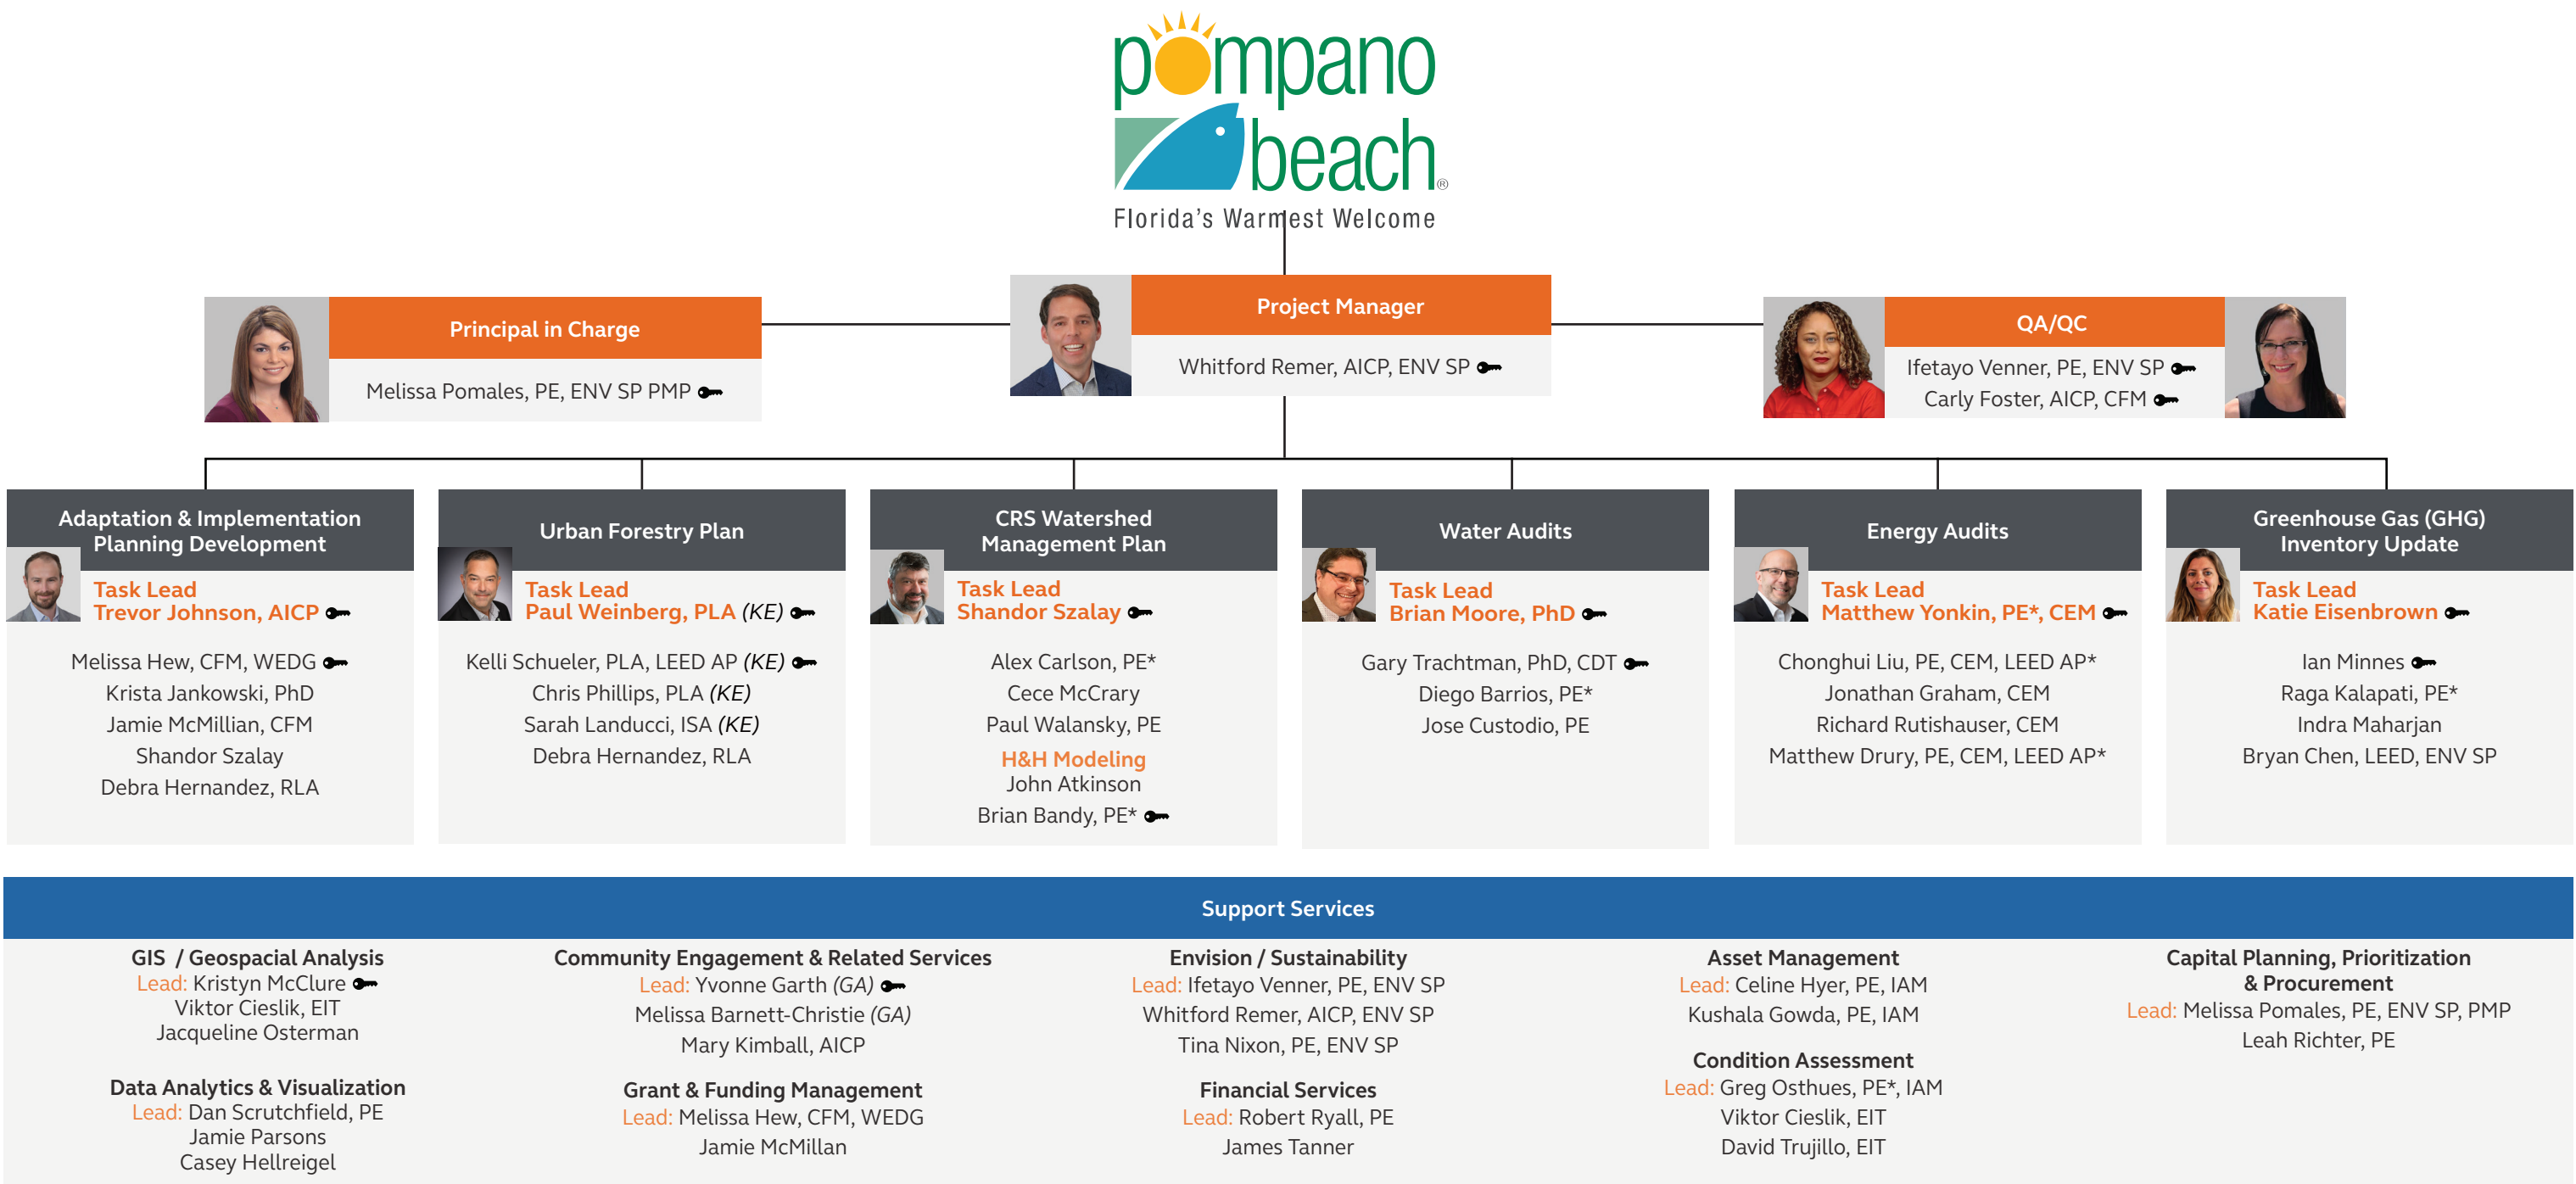 pompano
beach®
Florida's Warmest Welcome
Principal in Charge
Melissa Pomales, PE, ENV SP PMP
Project Manager
Whitford Remer, AICP, ENV SP
QA/QC
Ifetayo Venner, PE, ENV SP
Carly Foster, AICP, CFM
Adaptation & Implementation
Planning Development
Task Lead
Trevor Johnson, AICP
Melissa Hew, CFM, WEDG
Krista Jankowski, PhD
Jamie McMillian, CFM
Shandor Szalay
Debra Hernandez, RLA
Urban Forestry Plan
Task Lead
Paul Weinberg, PLA (KE)
Kelli Schueler, PLA, LEED AP (KE)
Chris Phillips, PLA (KE)
Sarah Landucci, ISA (KE)
Debra Hernandez, RLA
CRS Watershed
Management Plan
Task Lead
Shandor Szalay
Alex Carlson, PE*
Cece McCrary
Paul Walansky, PE
H&H Modeling
John Atkinson
Brian Bandy, PE*
Water Audits
Task Lead
Brian Moore, PhD
Gary Trachtman, PhD, CDT
Diego Barrios, PE*
Jose Custodio, PE
Energy Audits
Task Lead
Matthew Yonkin, PE*, CEM
Chonghui Liu, PE, CEM, LEED AP*
Jonathan Graham, CEM
Richard Rutishauser, CEM
Matthew Drury, PE, CEM, LEED AP*
Greenhouse Gas (GHG)
Inventory Update
Task Lead
Katie Eisenbrown
Ian Minnes
Raga Kalapati, PE*
Indra Maharjan
Bryan Chen, LEED, ENV SP
Support Services
GIS / Geospacial Analysis
Lead: Kristyn McClure
Viktor Cieslik, EIT
Jacqueline Osterman
Data Analytics & Visualization
Lead: Dan Scrutchfield, PE
Jamie Parsons
Casey Hellreigel
Community Engagement & Related Services
Lead: Yvonne Garth (GA)
Melissa Barnett-Christie (GA)
Mary Kimball, AICP
Grant & Funding Management
Lead: Melissa Hew, CFM, WEDG
Jamie McMillan
Envision / Sustainability
Lead: Ifetayo Venner, PE, ENV SP
Whitford Remer, AICP, ENV SP
Tina Nixon, PE, ENV SP
Financial Services
Lead: Robert Ryall, PE
James Tanner
Asset Management
Lead: Celine Hyer, PE, IAM
Kushala Gowda, PE, IAM
Condition Assessment
Lead: Greg Osthues, PE*, IAM
Viktor Cieslik, EIT
David Trujillo, EIT
Capital Planning, Prioritization
& Procurement
Lead: Melissa Pomales, PE, ENV SP, PMP
Leah Richter, PE